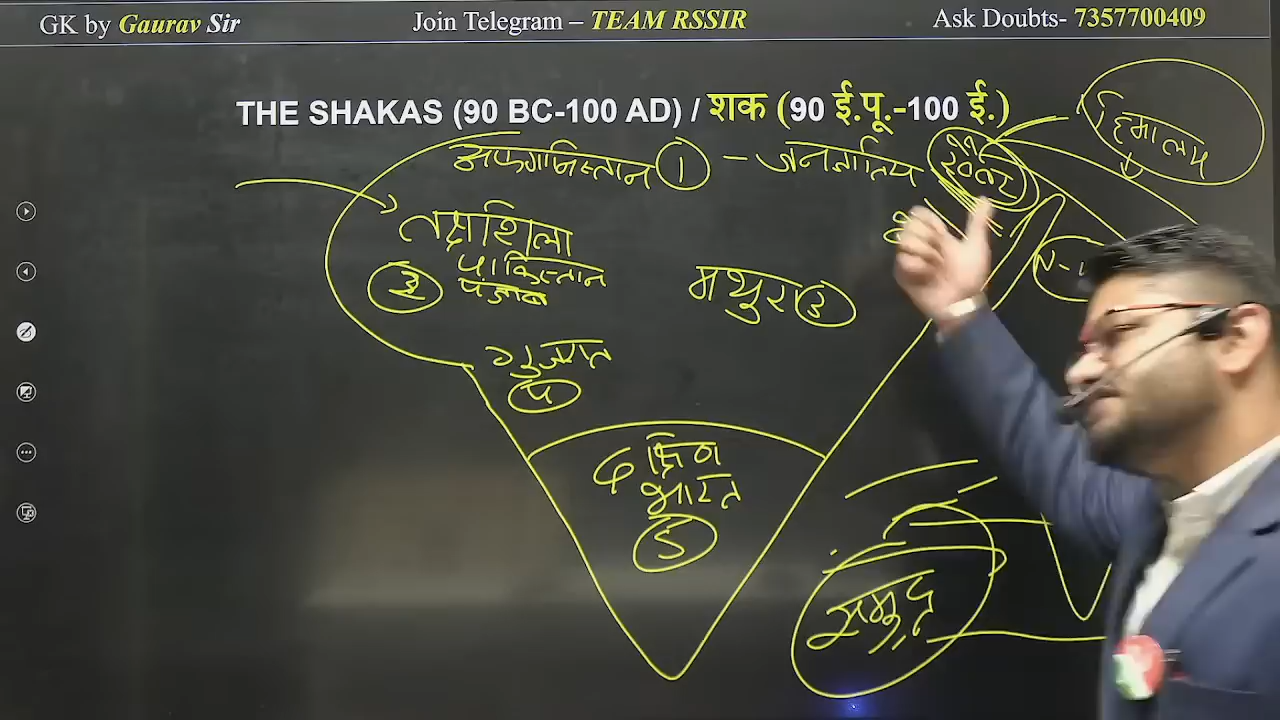 GK by Gaurav Sir
Join Telegram – TEAM RSSIR
Ask Doubts- 7357700409
THE SHAKAS (90 BC-100 AD) / शक (90 ई.पू.-100 ई.)
हिमालय
अफगानिस्तान 1 – जनजातिय
तक्षशिला
पाकिस्तान
2 पंजाब
मथुरा 3
N-
गुजरात
4
दक्षिण
भारत
5
समुद्र